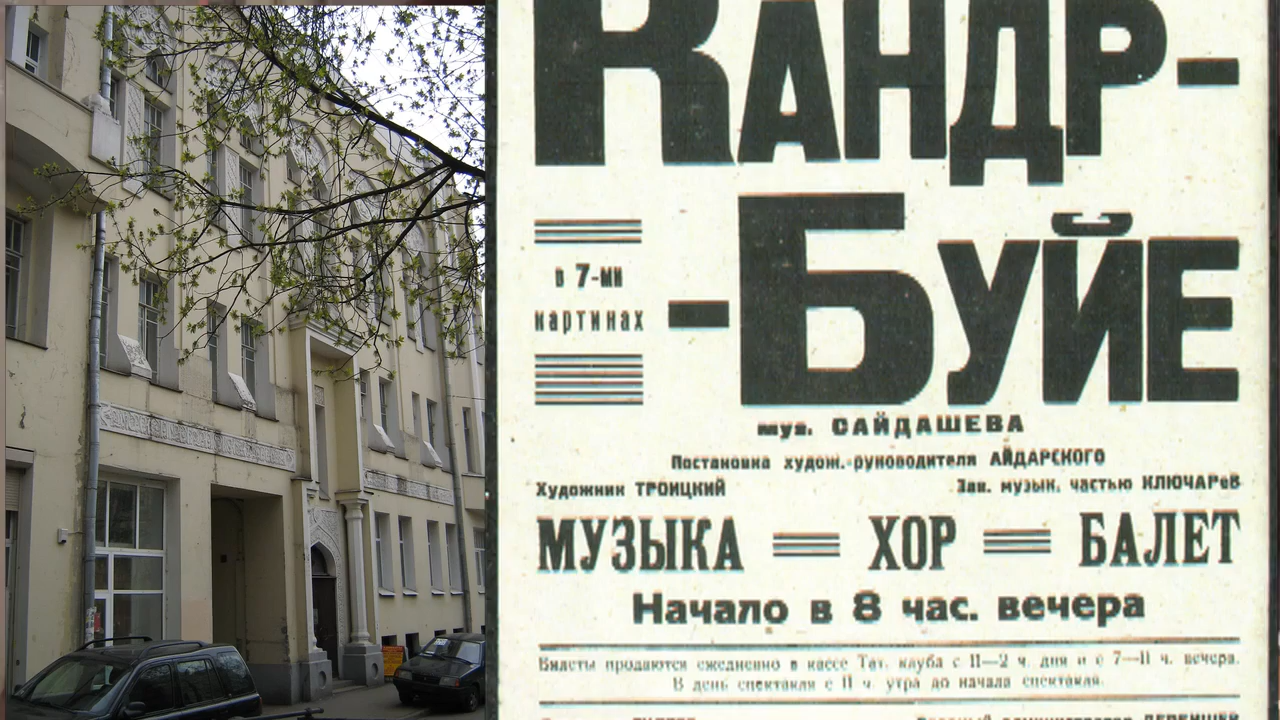 КАНДР-
-БУЙЕ
в 7-ми
картинах
муз. САЙДАШЕВА
Постановка худож.-руководителя АЙДАРСКОГО
Художник ТРОИЦКИЙ Зав. музык. частью КЛЮЧАРеВ
МУЗЫКА = ХОР = БАЛЕТ
Начало в 8 час. вечера
Билеты продаются ежедневно в кассе Тат. клуба с 11—2 ч. дня и с 7—11 ч. вечера.
В день спектакля с 11 ч. утра до начала спектакля.